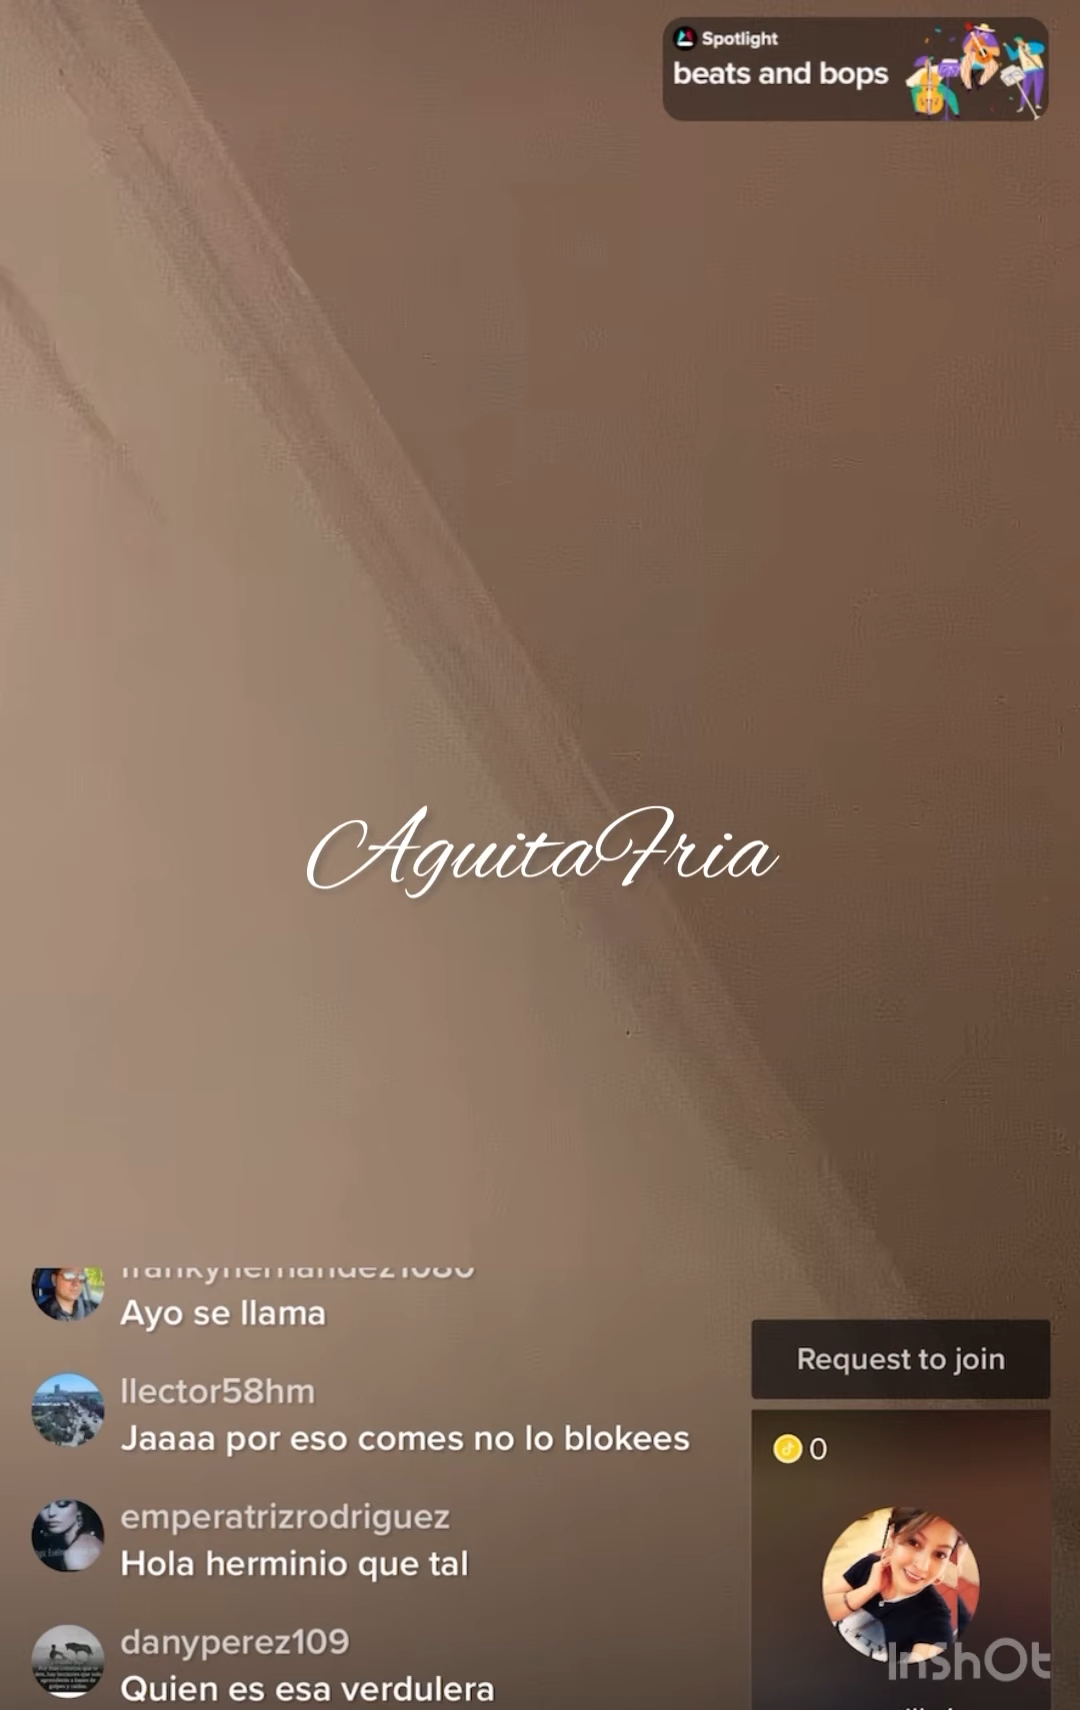 Spotlight
beats and bops
AguitaFria
frankyhernandez1080
Ayo se llama
llector58hm
Jaaaa por eso comes no lo blokees
Request to join
0
emperatrizrodriguez
Hola herminio que tal
danyperez109
Quien es esa verdulera
InShOt